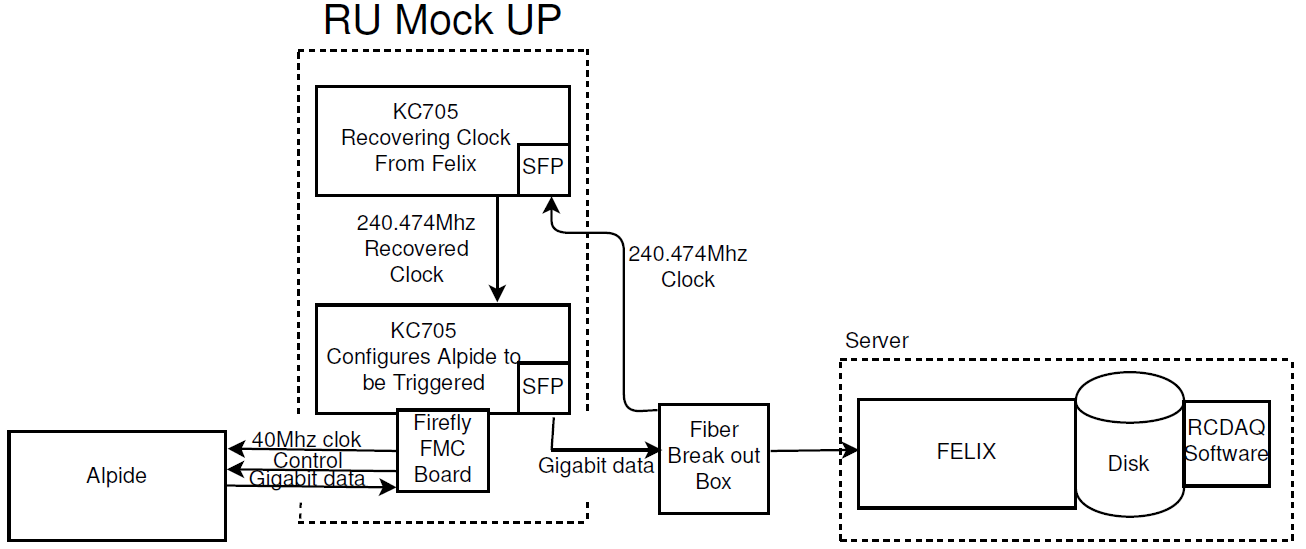 RU Mock UP
KC705
Recovering Clock
From Felix
SFP
240.474Mhz
Recovered
Clock
240.474Mhz
Clock
KC705
Configures Alpide to
be Triggered
SFP
Server
Firefly
FMC
Board
40Mhz clok
Control
Gigabit data
Alpide
Gigabit data
Fiber
Break out
Box
FELIX
Disk
RCDAQ
Software